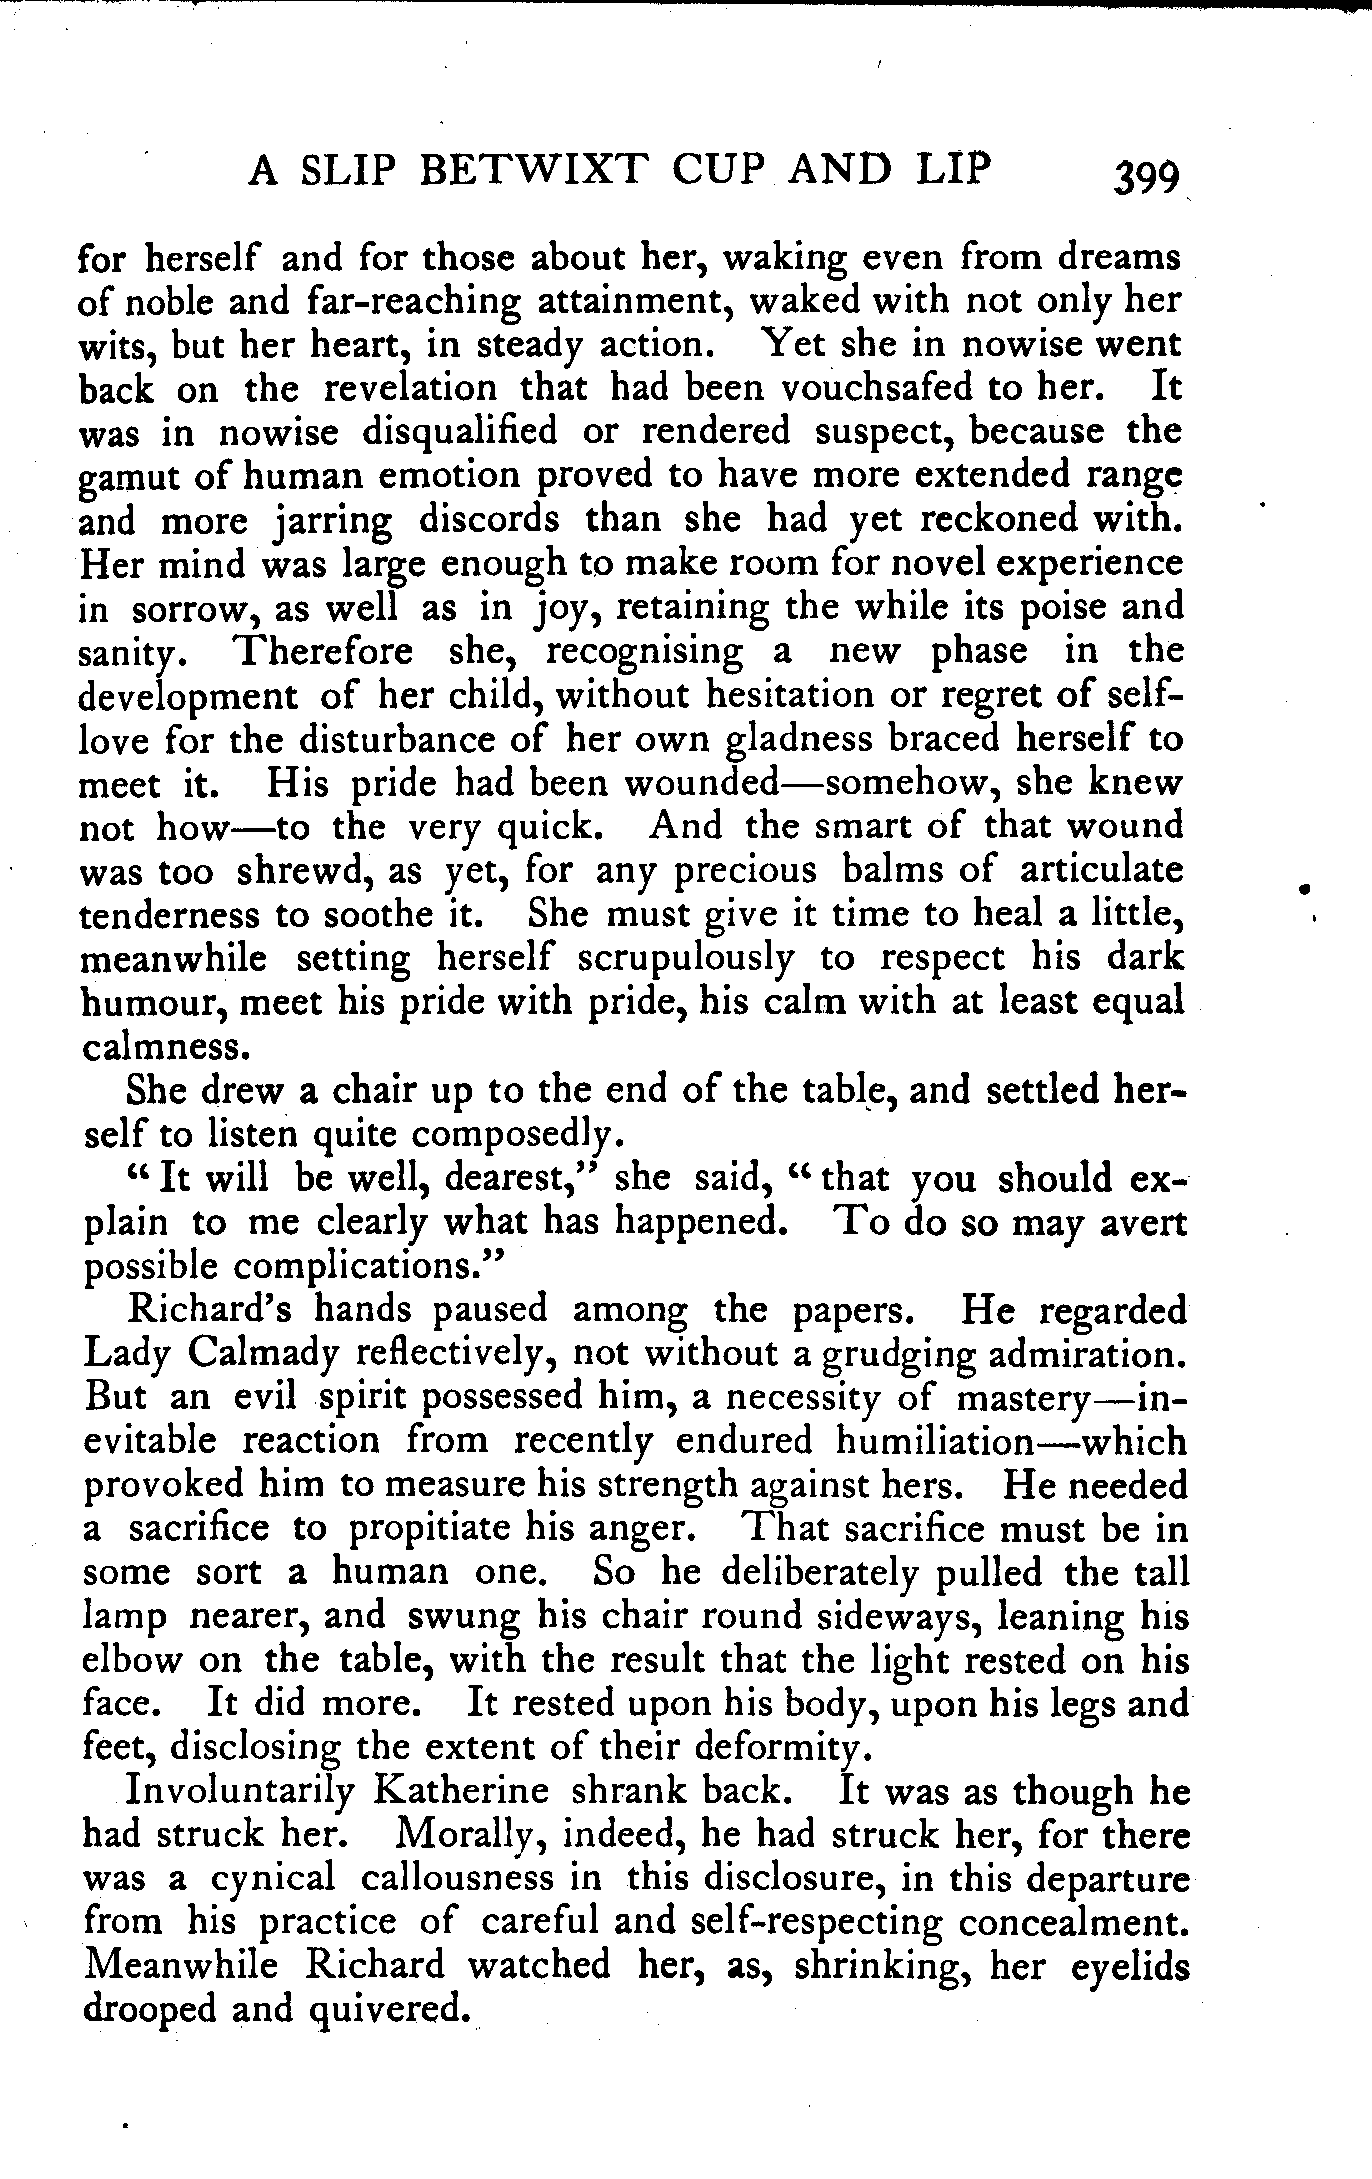 A SLIP BETWIXT CUP AND LIP 399
for herself and for those about her, waking even from dreams
of noble and far-reaching attainment, waked with not only her
wits, but her heart, in steady action. Yet she in nowise went
back on the revelation that had been vouchsafed to her. It
was in nowise disqualified or rendered suspect, because the
gamut of human emotion proved to have more extended range
and more jarring discords than she had yet reckoned with.
Her mind was large enough to make room for novel experience
in sorrow, as well as in joy, retaining the while its poise and
sanity. Therefore she, recognising a new phase in the
development of her child, without hesitation or regret of self-
love for the disturbance of her own gladness braced herself to
meet it. His pride had been wounded—somehow, she knew
not how—to the very quick. And the smart of that wound
was too shrewd, as yet, for any precious balms of articulate
tenderness to soothe it. She must give it time to heal a little,
meanwhile setting herself scrupulously to respect his dark
humour, meet his pride with pride, his calm with at least equal
calmness.
She drew a chair up to the end of the table, and settled her-
self to listen quite composedly.
“It will be well, dearest,” she said, “that you should ex-
plain to me clearly what has happened. To do so may avert
possible complications.”
Richard’s hands paused among the papers. He regarded
Lady Calmady reflectively, not without a grudging admiration.
But an evil spirit possessed him, a necessity of mastery—in-
evitable reaction from recently endured humiliation—which
provoked him to measure his strength against hers. He needed
a sacrifice to propitiate his anger. That sacrifice must be in
some sort a human one. So he deliberately pulled the tall
lamp nearer, and swung his chair round sideways, leaning his
elbow on the table, with the result that the light rested on his
face. It did more. It rested upon his body, upon his legs and
feet, disclosing the extent of their deformity.
Involuntarily Katherine shrank back. It was as though he
had struck her. Morally, indeed, he had struck her, for there
was a cynical callousness in this disclosure, in this departure
from his practice of careful and self-respecting concealment.
Meanwhile Richard watched her, as, shrinking, her eyelids
drooped and quivered.